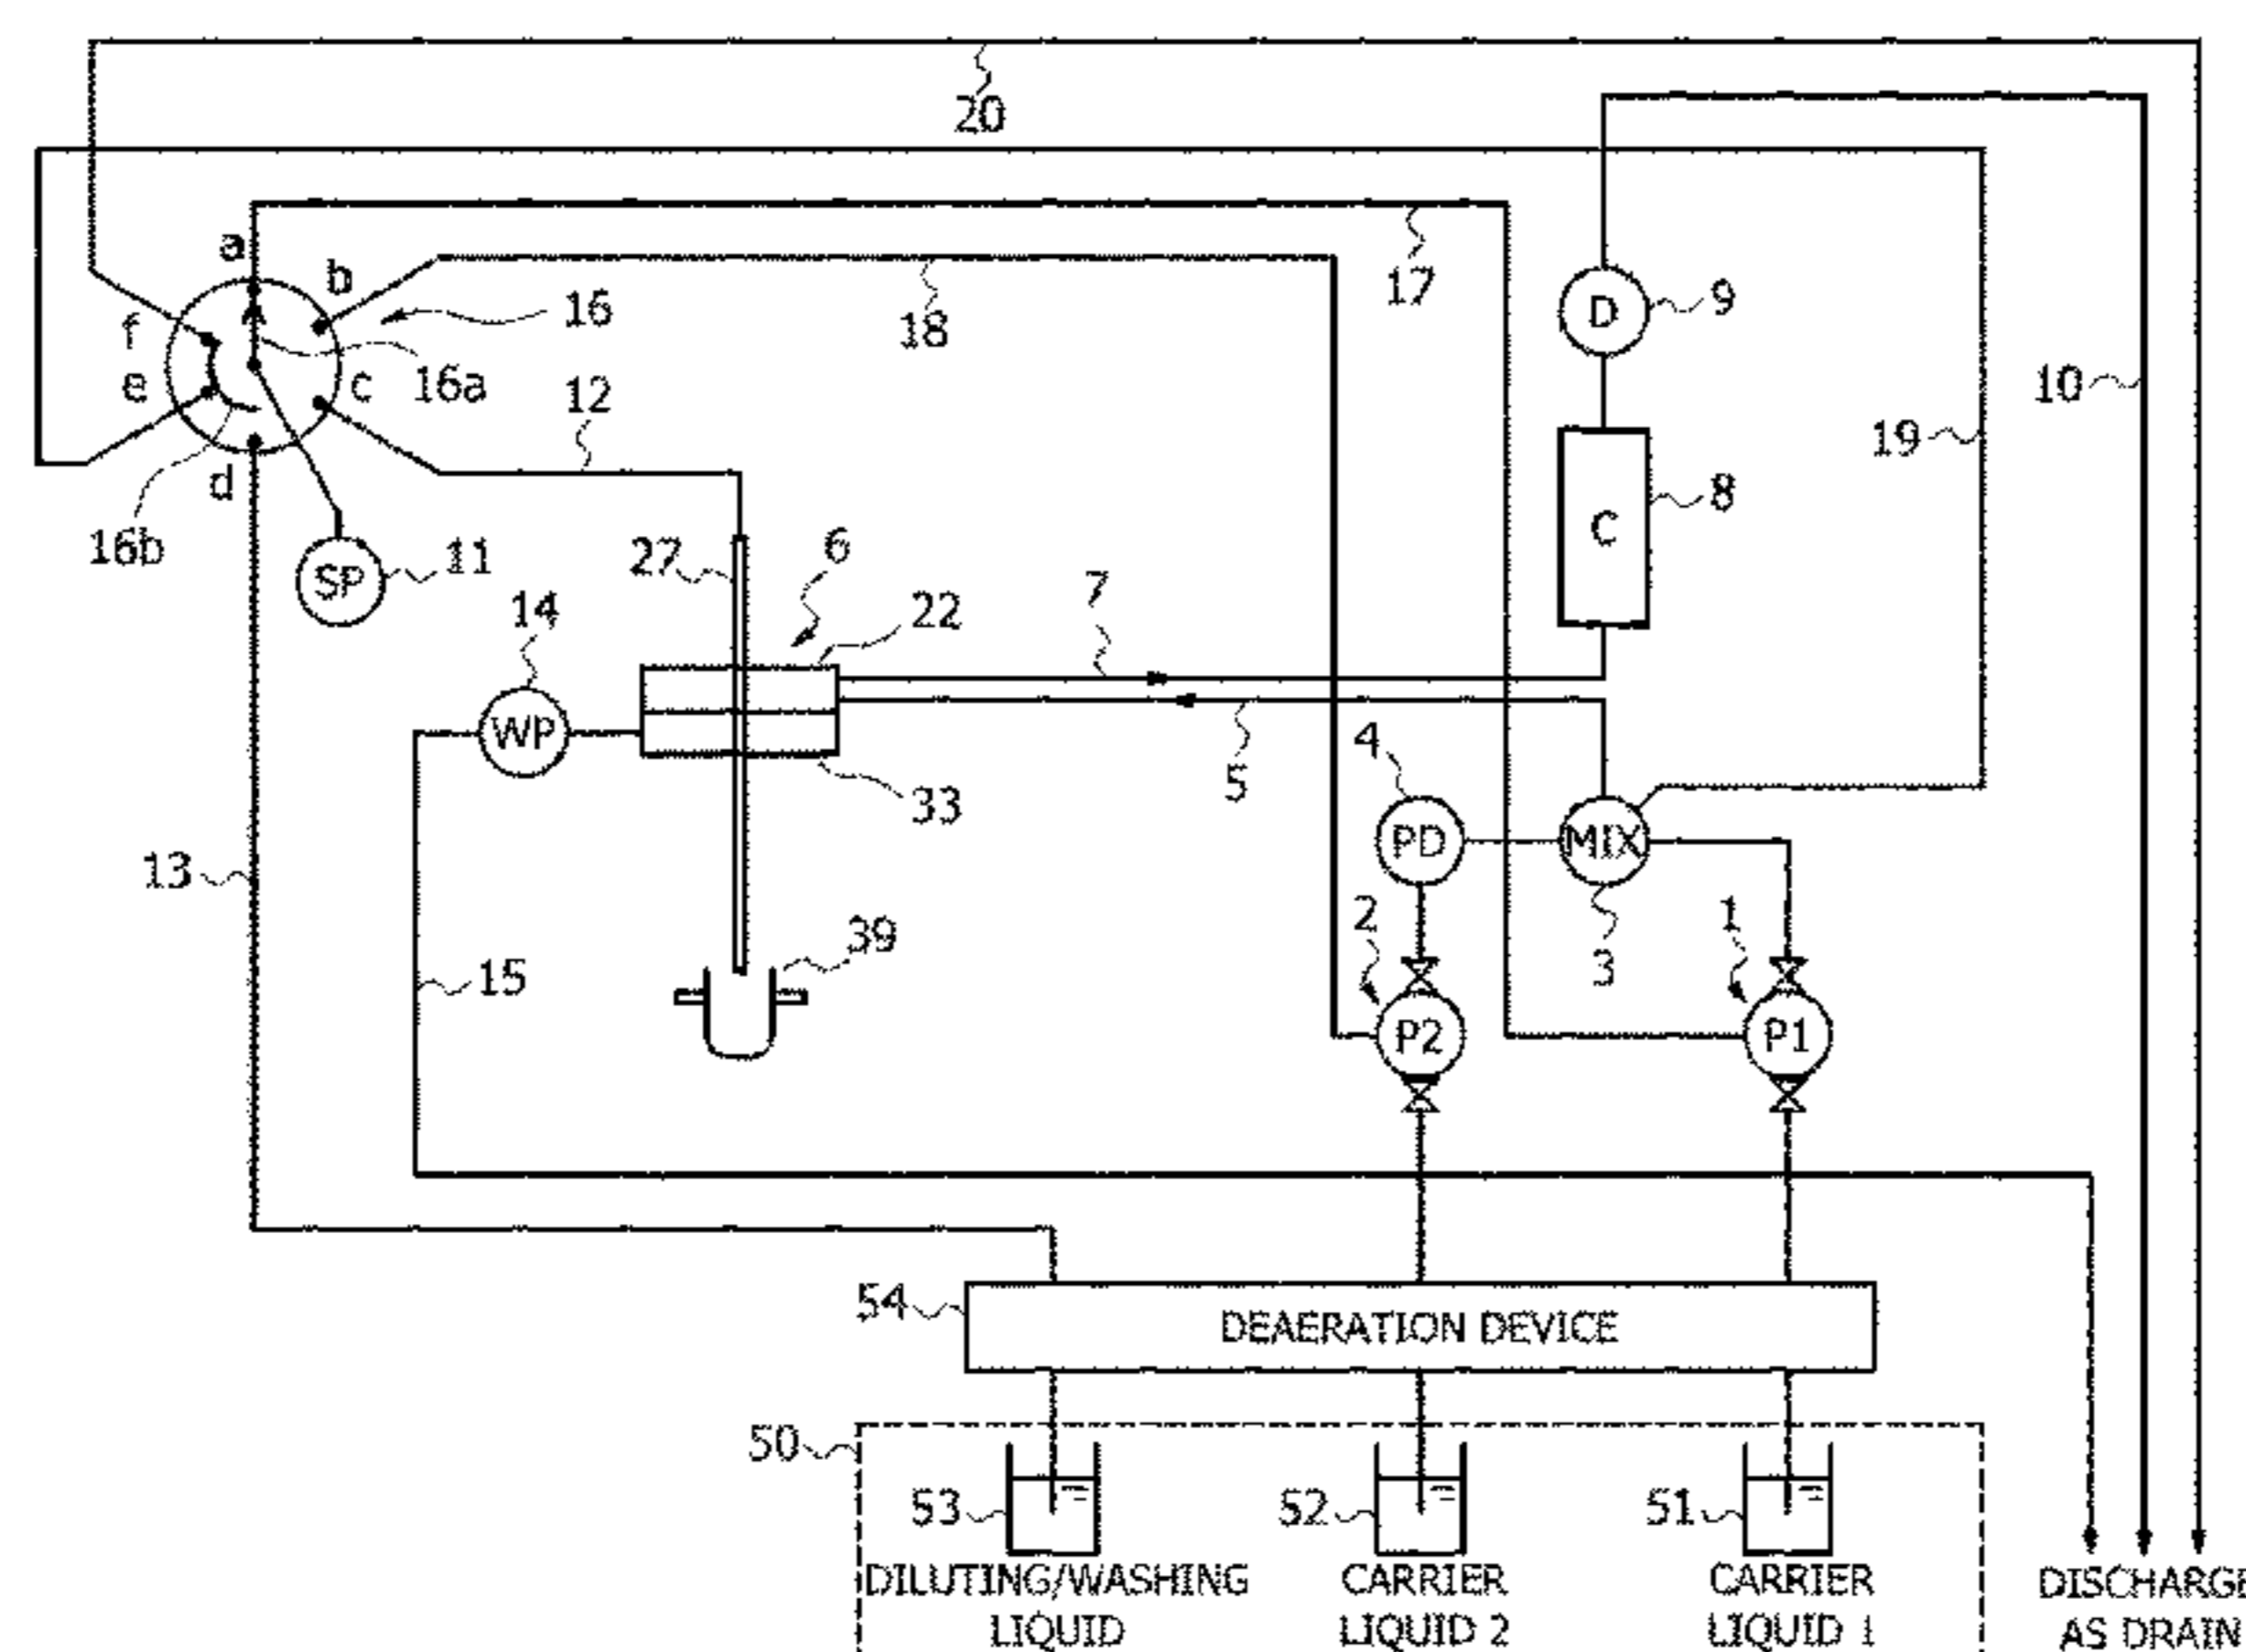 20
a
b
16
17
9
D
f
18
e
c
16a
12
10
19
d
8
C
16b
27
6
11
SP
14
7
22
WP
4
5
33
PD
MIX
13
2
1
39
3
15
P2
P1
54
DEAERATION DEVICE
50
53
52
51
DILUTING/WASHING
LIQUID
CARRIER
LIQUID 2
CARRIER
LIQUID 1
DISCHARGE
AS DRAIN